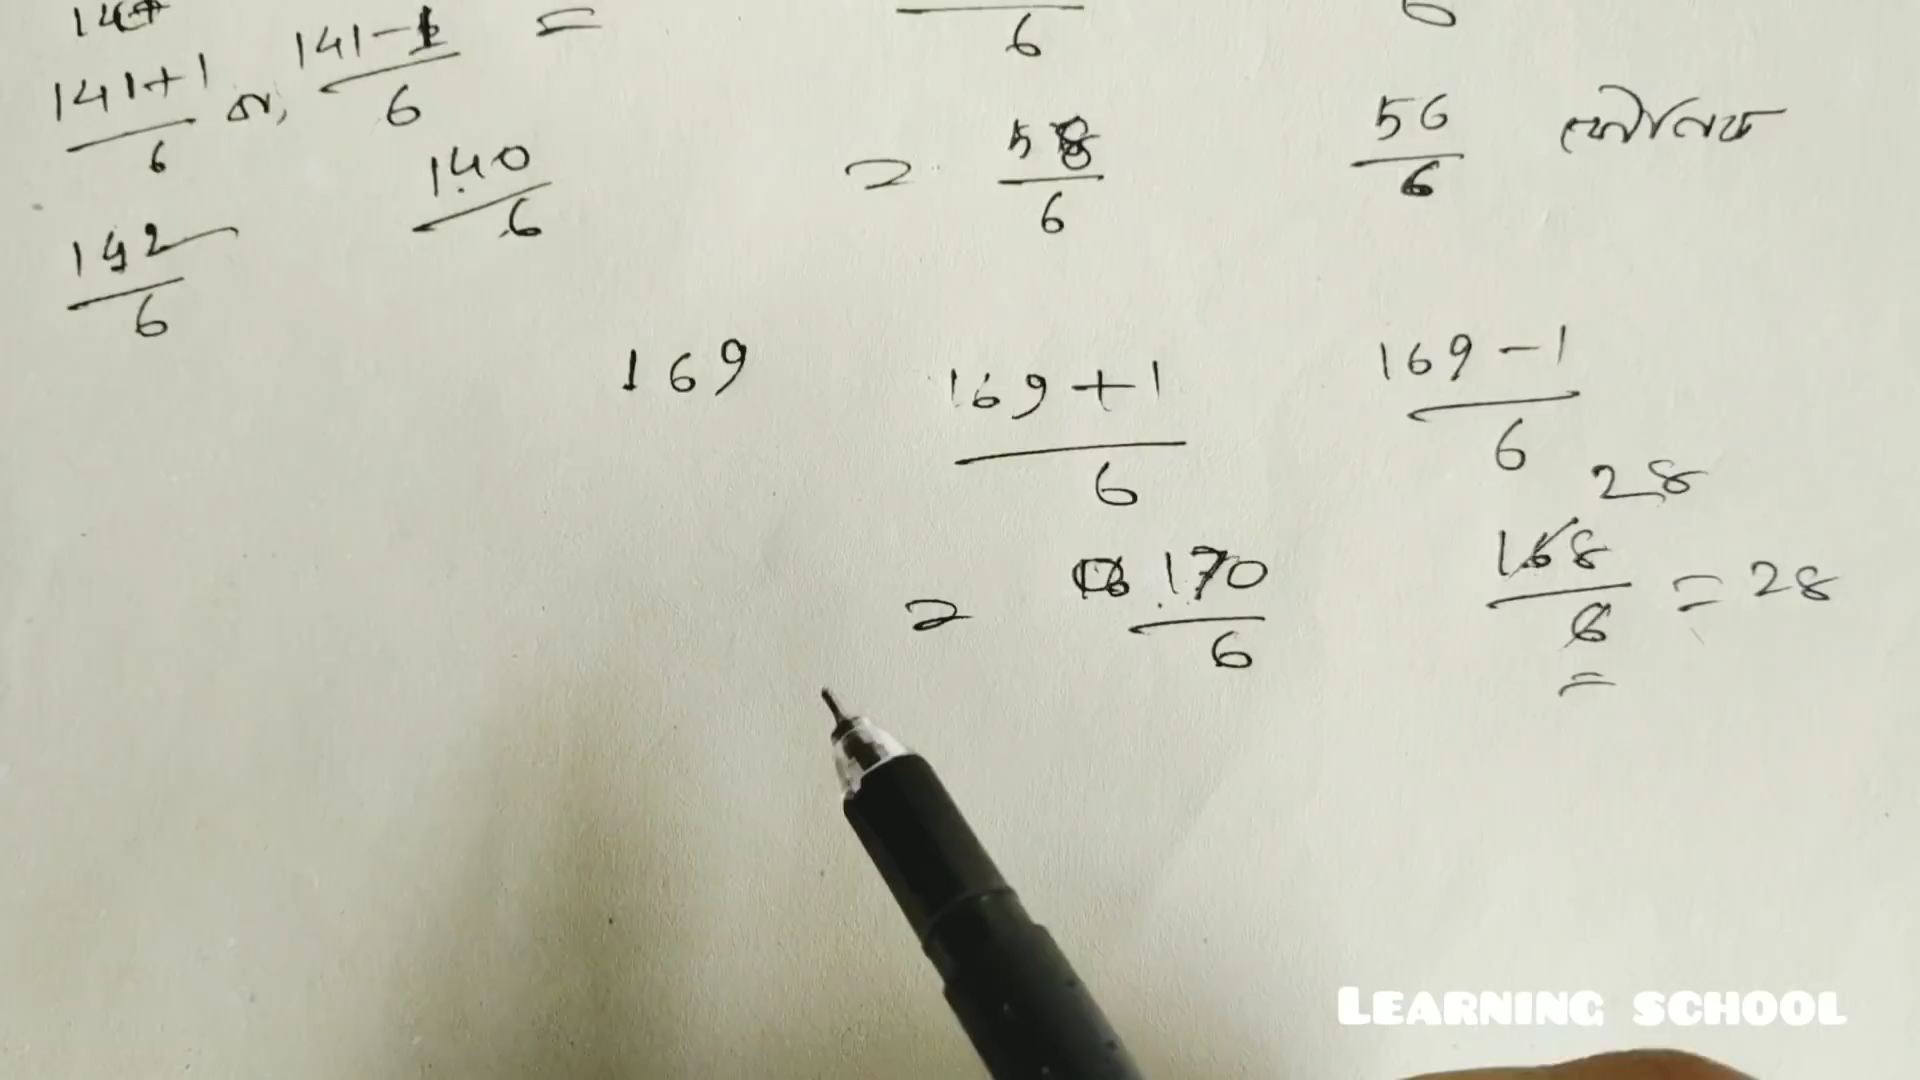 141+1/6 বা, 141-1/6 =
6
142/6
140/6
= 58/6
56/6 মৌলিক
169
169+1/6
169-1/6
= 170/6
28
168/6 = 28
=
LEARNING SCHOOL